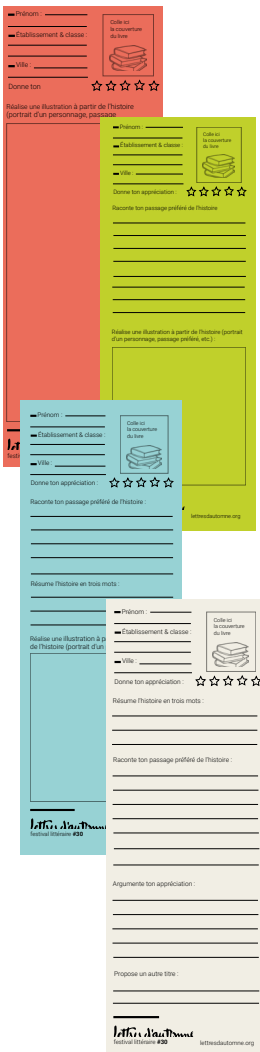 Prénom :
Établissement & classe :
Ville :
Colle ici
la couverture
du livre
Donne ton
Réalise une illustration à partir de l'histoire
(portrait d'un personnage, passage
festi
Prénom :
Établissement & classe :
Ville :
Colle ici
la couverture
du livre
Donne ton appréciation :
Raconte ton passage préféré de l'histoire
Réalise une illustration à partir de l'histoire (portrait
d'un personnage, passage préféré, etc.) :
lettresdautomne.org
Prénom :
Établissement & classe :
Ville :
Colle ici
la couverture
du livre
Donne ton appréciation :
Raconte ton passage préféré de l'histoire :
Résume l'histoire en trois mots :
Réalise une illustration à p
de l'histoire (portrait d'un
lettres d'automne
festival littéraire #30
Prénom :
Établissement & classe :
Ville :
Colle ici
la couverture
du livre
Donne ton appréciation :
Résume l'histoire en trois mots :
Raconte ton passage préféré de l'histoire :
Argumente ton appréciation :
Propose un autre titre :
lettres d'automne
festival littéraire #30
lettresdautomne.org